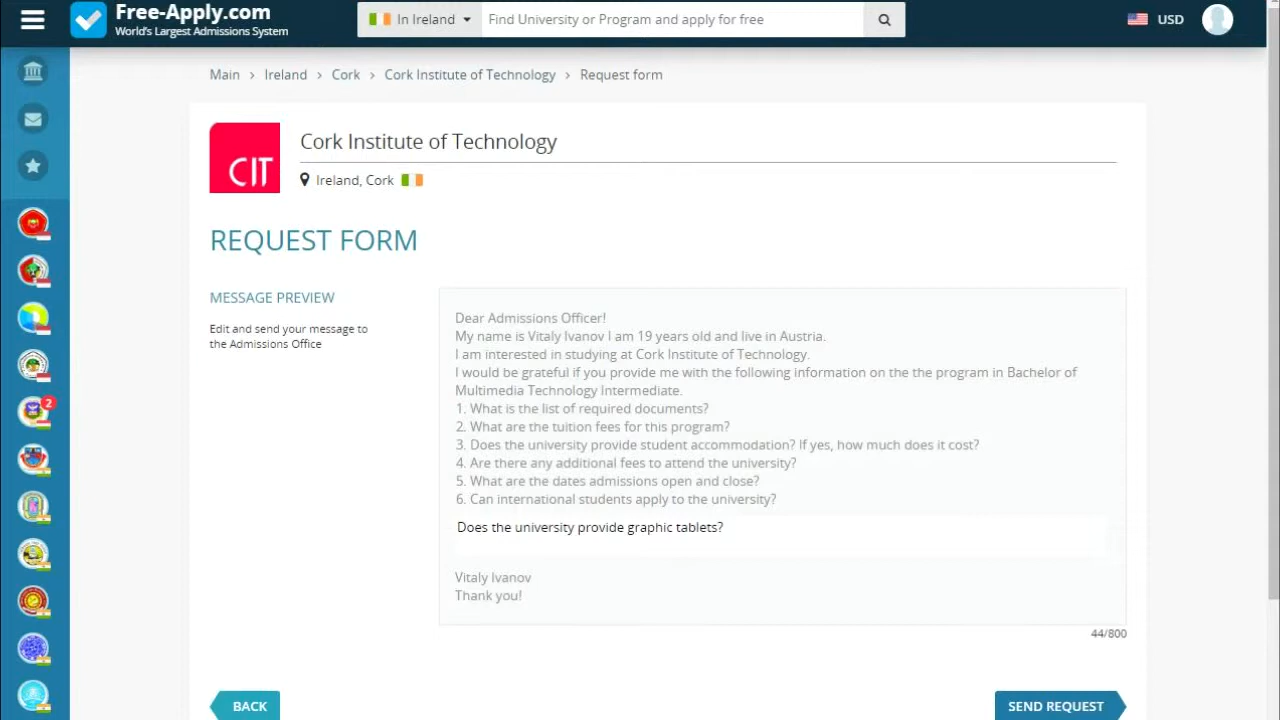 Free-Apply.com
World's Largest Admissions System
In Ireland
Find University or Program and apply for free
USD
Main > Ireland > Cork > Cork Institute of Technology > Request form
CIT
Cork Institute of Technology
Ireland, Cork
REQUEST FORM
MESSAGE PREVIEW
Edit and send your message to
the Admissions Office
Dear Admissions Officer!
My name is Vitaly Ivanov I am 19 years old and live in Austria.
I am interested in studying at Cork Institute of Technology.
I would be grateful if you provide me with the following information on the the program in Bachelor of
Multimedia Technology Intermediate.
1. What is the list of required documents?
2. What are the tuition fees for this program?
3. Does the university provide student accommodation? If yes, how much does it cost?
4. Are there any additional fees to attend the university?
5. What are the dates admissions open and close?
6. Can international students apply to the university?
Does the university provide graphic tablets?
Vitaly Ivanov
Thank you!
44/800
2
BACK
SEND REQUEST